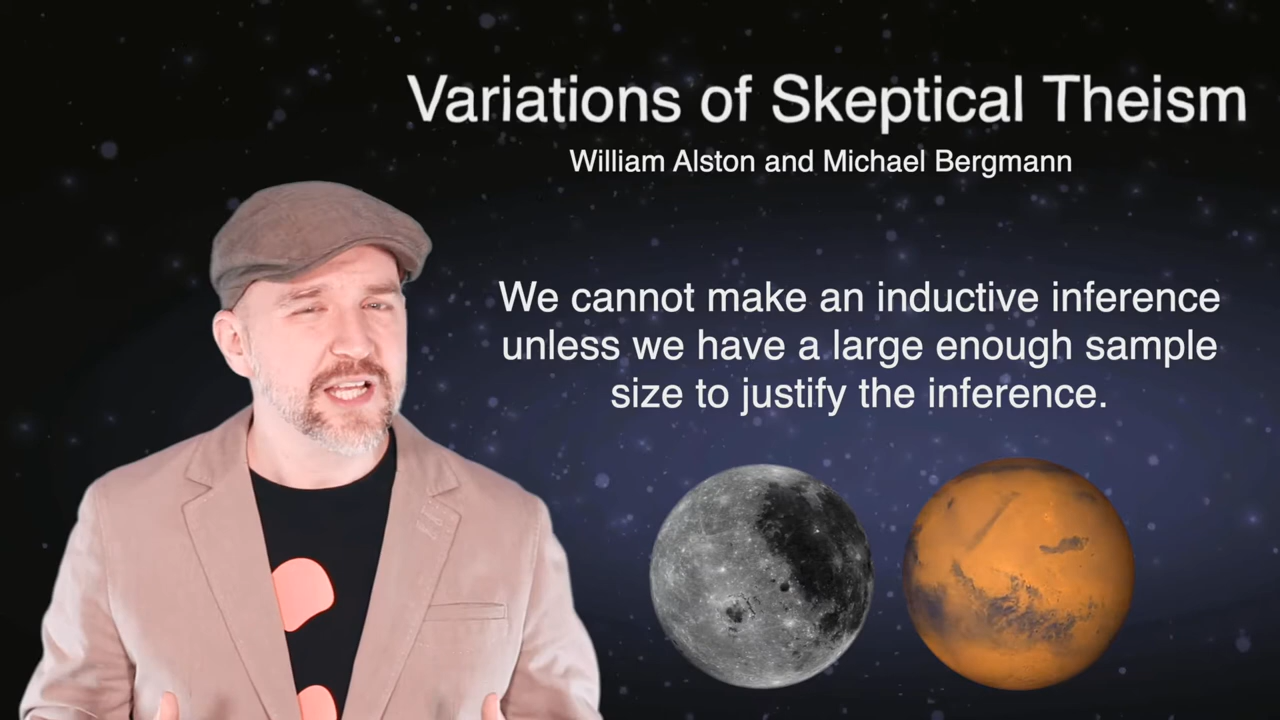 Variations of Skeptical Theism
William Alston and Michael Bergmann
We cannot make an inductive inference
unless we have a large enough sample
size to justify the inference.